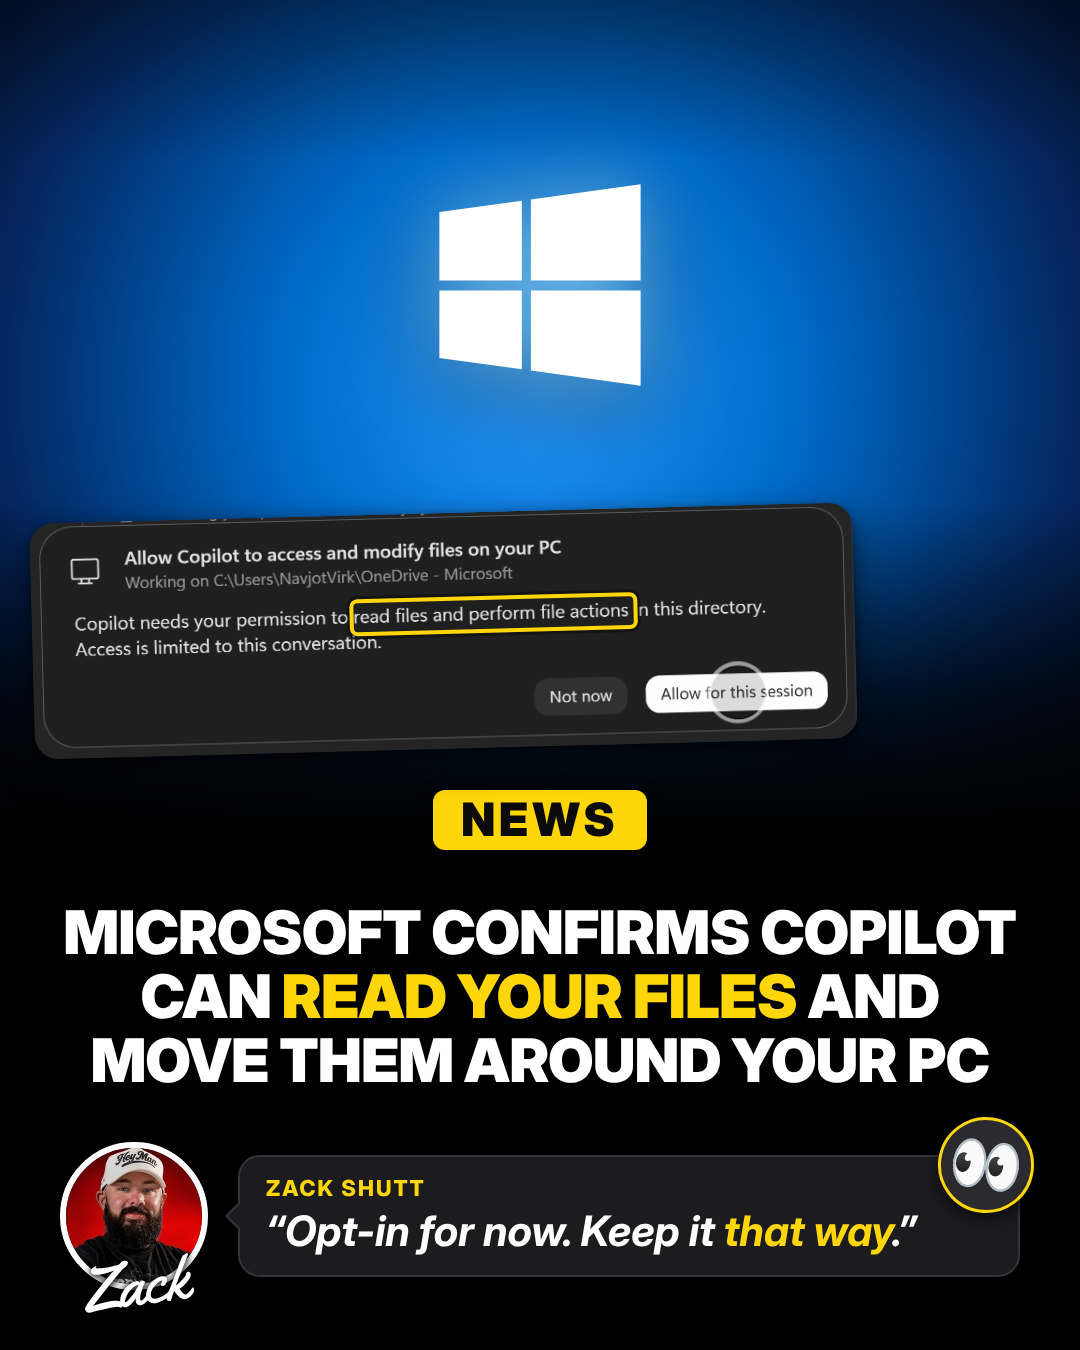 Allow Copilot to access and modify files on your PC
Working on C:\Users\NavjotVirk\OneDrive - Microsoft
Copilot needs your permission to read files and perform file actions in this directory.
Access is limited to this conversation.
Not now
Allow for this session
NEWS
MICROSOFT CONFIRMS COPILOT
CAN READ YOUR FILES AND
MOVE THEM AROUND YOUR PC
Hey Man
ZACK SHUTT
“Opt-in for now. Keep it that way.”
Zack